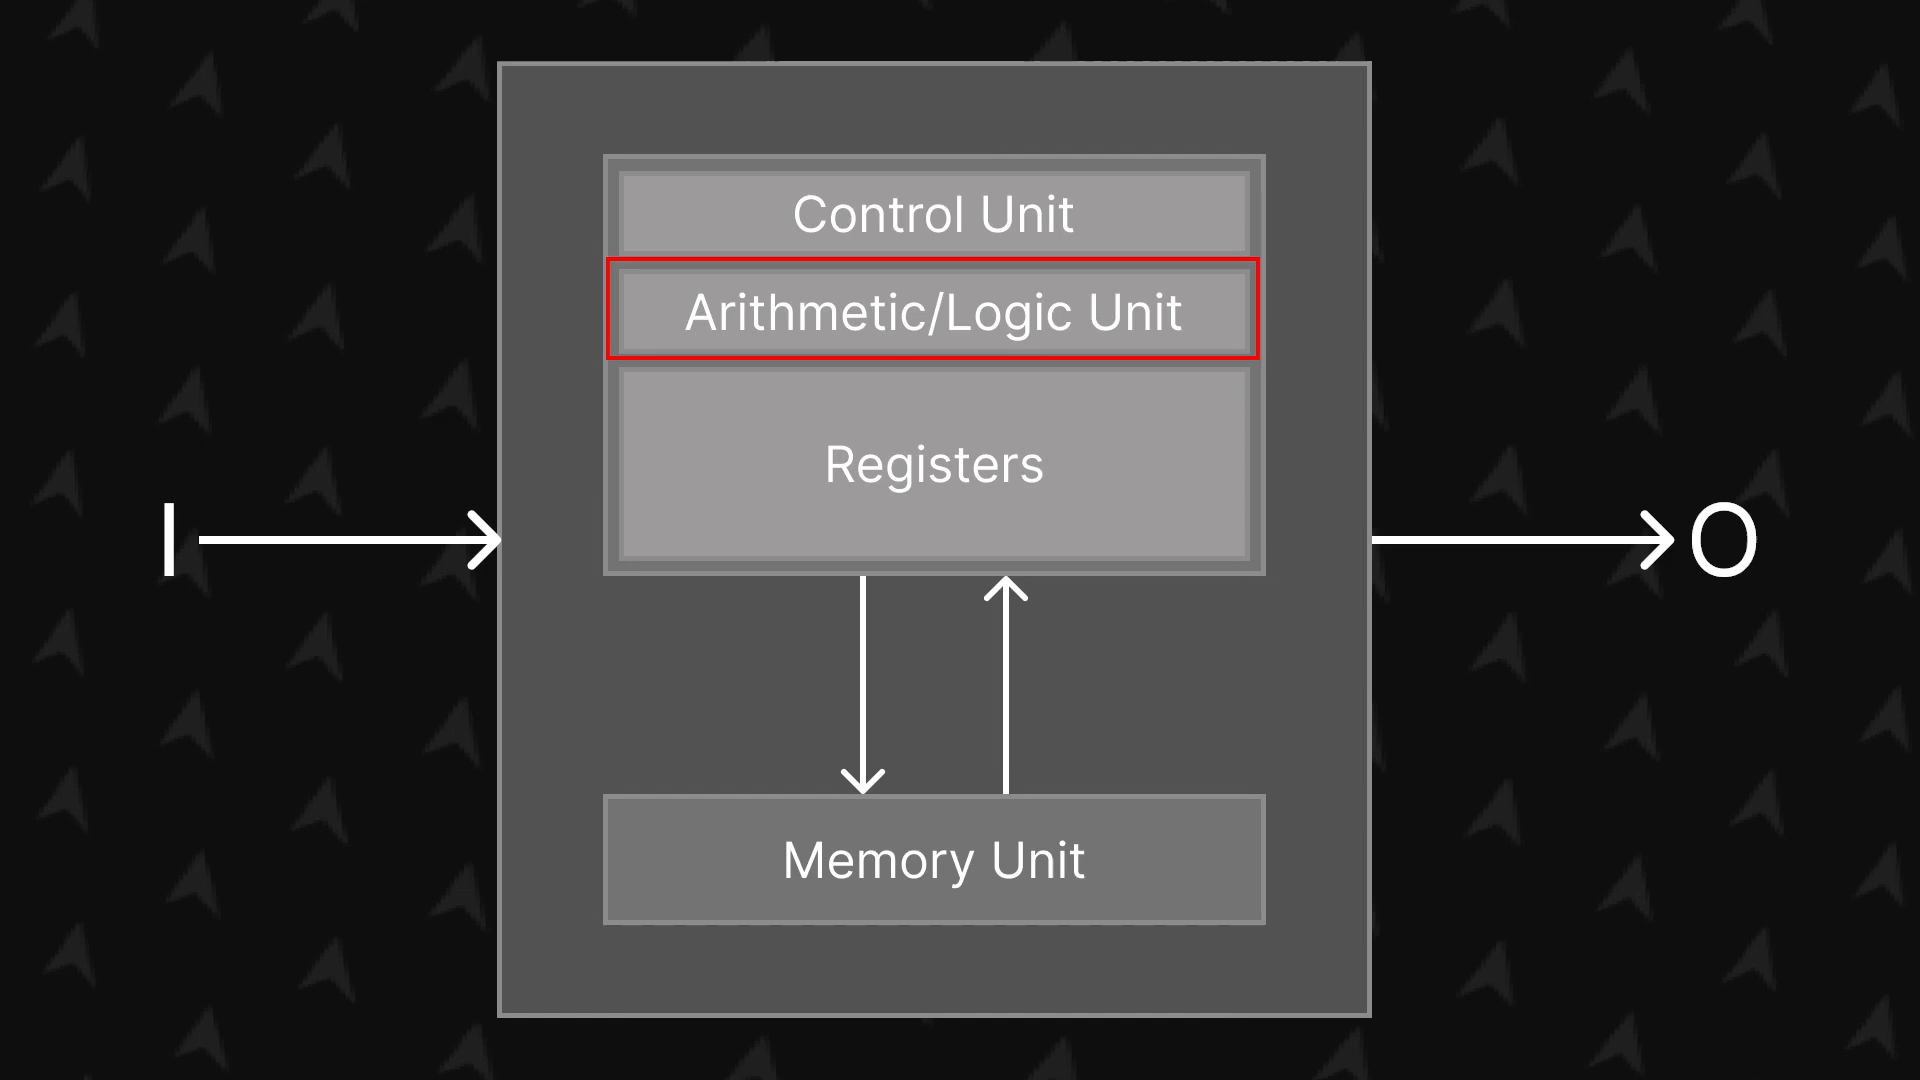 Control Unit
Arithmetic/Logic Unit
Registers
I
O
Memory Unit